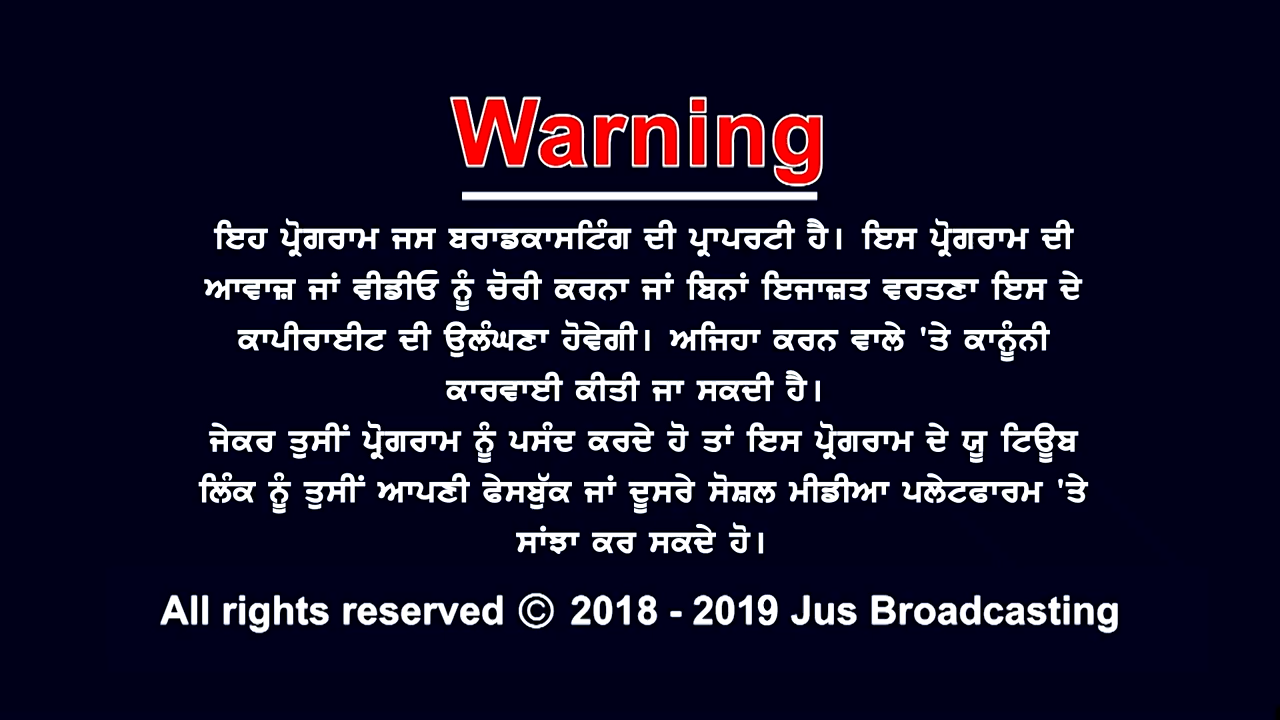 Warning
ਇਹ ਪ੍ਰੋਗਰਾਮ ਜਸ ਬਰਾਡਕਾਸਟਿੰਗ ਦੀ ਪ੍ਰਾਪਰਟੀ ਹੈ। ਇਸ ਪ੍ਰੋਗਰਾਮ ਦੀ
ਆਵਾਜ਼ ਜਾਂ ਵੀਡੀਓ ਨੂੰ ਚੋਰੀ ਕਰਨਾ ਜਾਂ ਬਿਨਾਂ ਇਜਾਜ਼ਤ ਵਰਤਣਾ ਇਸ ਦੇ
ਕਾਪੀਰਾਈਟ ਦੀ ਉਲੰਘਣਾ ਹੋਵੇਗੀ। ਅਜਿਹਾ ਕਰਨ ਵਾਲੇ 'ਤੇ ਕਾਨੂੰਨੀ
ਕਾਰਵਾਈ ਕੀਤੀ ਜਾ ਸਕਦੀ ਹੈ।
ਜੇਕਰ ਤੁਸੀਂ ਪ੍ਰੋਗਰਾਮ ਨੂੰ ਪਸੰਦ ਕਰਦੇ ਹੋ ਤਾਂ ਇਸ ਪ੍ਰੋਗਰਾਮ ਦੇ ਯੂ ਟਿਊਬ
ਲਿੰਕ ਨੂੰ ਤੁਸੀਂ ਆਪਣੀ ਫੇਸਬੁੱਕ ਜਾਂ ਦੂਸਰੇ ਸੋਸ਼ਲ ਮੀਡੀਆ ਪਲੇਟਫਾਰਮ 'ਤੇ
ਸਾਂਝਾ ਕਰ ਸਕਦੇ ਹੋ।
All rights reserved © 2018 - 2019 Jus Broadcasting